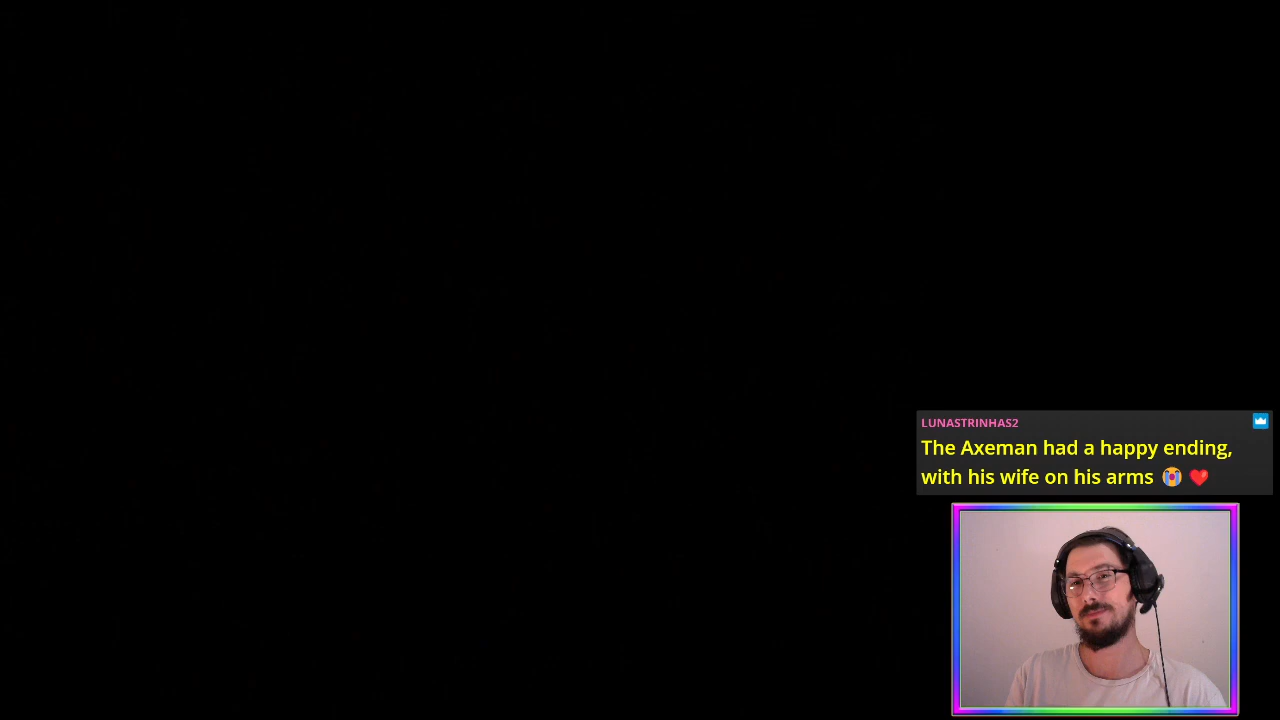 LUNASTRINHAS2
The Axeman had a happy ending,
with his wife on his arms 😭 ❤️